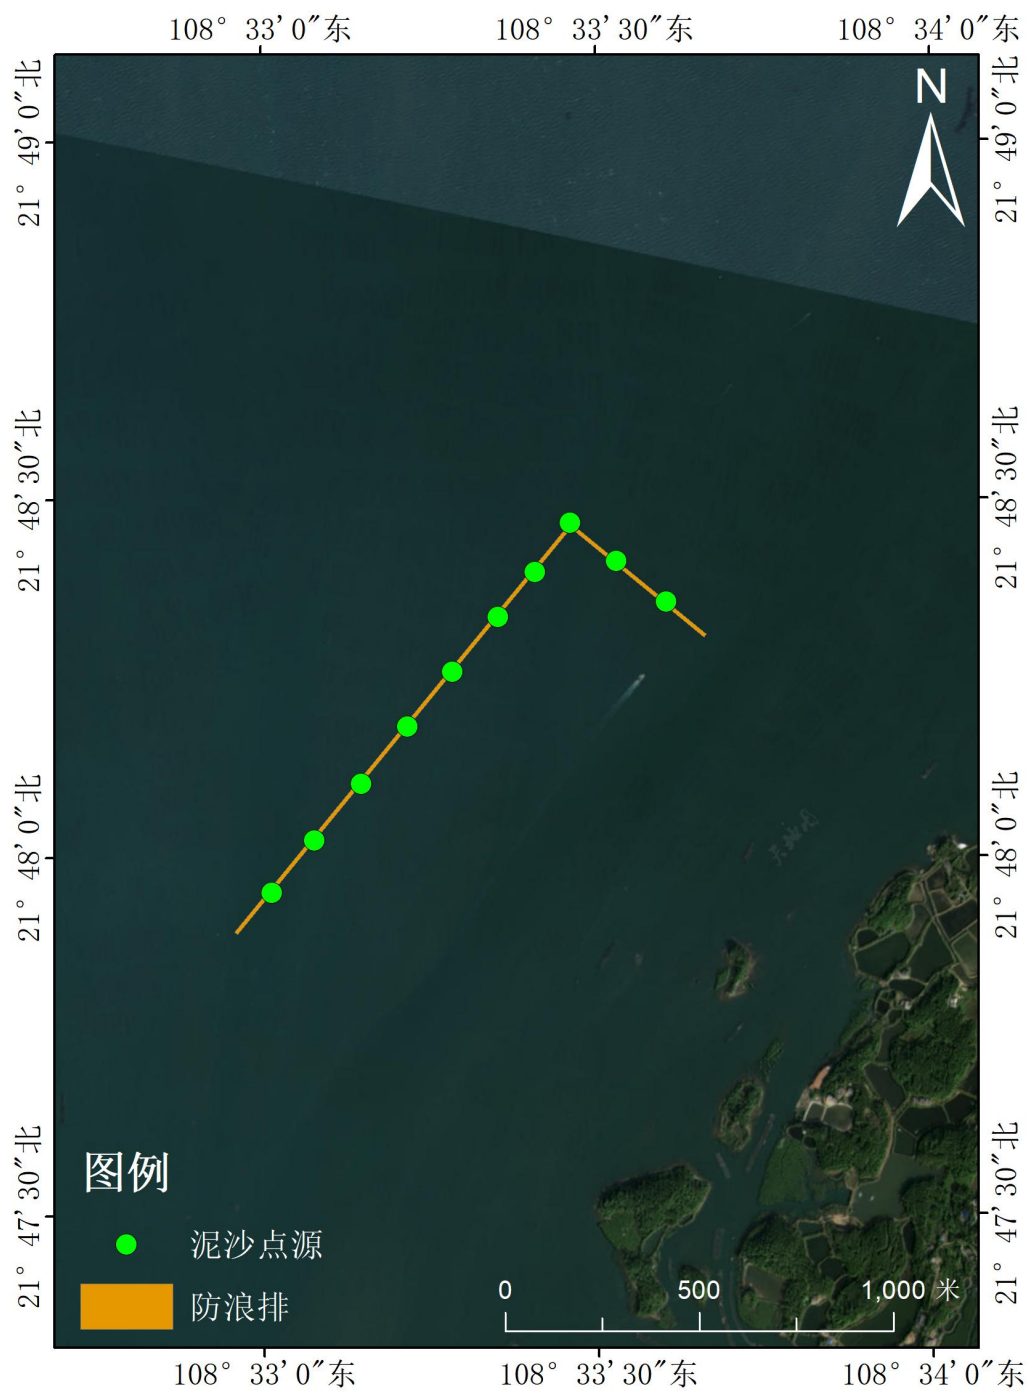 108° 33′ 0″东
108° 33′ 30″东
108° 34′ 0″东
N
21° 49′ 0″北
21° 49′ 0″北
21° 48′ 30″北
21° 48′ 30″北
21° 48′ 0″北
21° 48′ 0″北
21° 47′ 30″北
21° 47′ 30″北
图例
泥沙点源
防浪排
0 500 1,000 米
108° 33′ 0″东
108° 33′ 30″东
108° 34′ 0″东